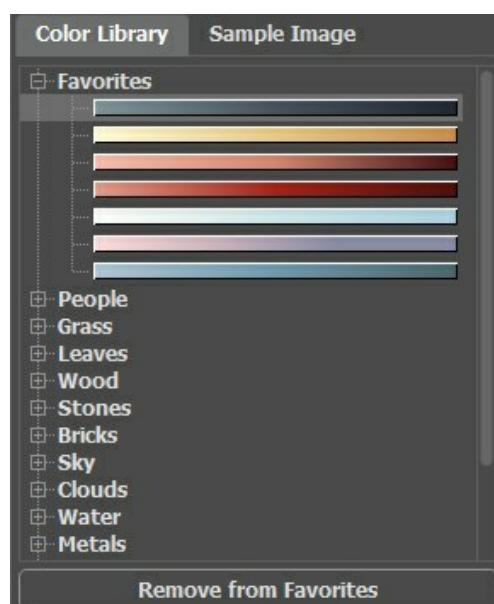 Color Library Sample Image
Favorites
People
Grass
Leaves
Wood
Stones
Bricks
Sky
Clouds
Water
Metals
Remove from Favorites